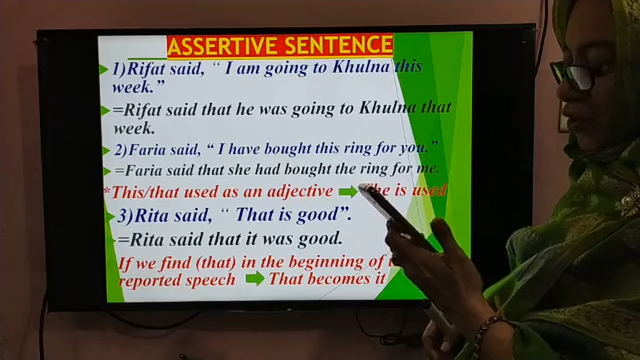 ASSERTIVE SENTENCE
1)Rifat said, “ I am going to Khulna this
week.”
=Rifat said that he was going to Khulna that
week.
2)Faria said, “ I have bought this ring for you.”
=Faria said that she had bought the ring for me.
*This/that used as an adjective is used
3)Rita said, “ That is good”.
=Rita said that it was good.
If we find (that) in the beginning of
reported speech That becomes it